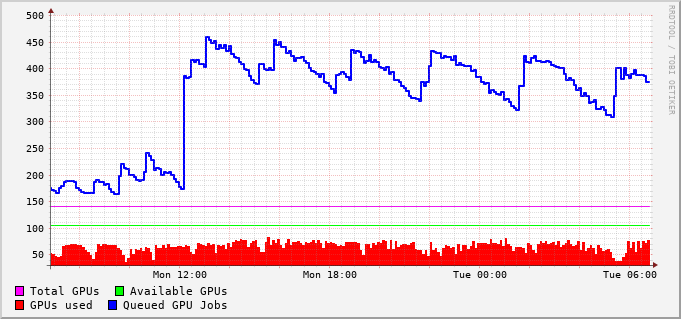 500
450
400
350
300
250
200
150
100
50
Mon 12:00 Mon 18:00 Tue 00:00 Tue 06:00
Total GPUs Available GPUs
GPUs used Queued GPU Jobs
RRDTOOL / TOBI OETIKER